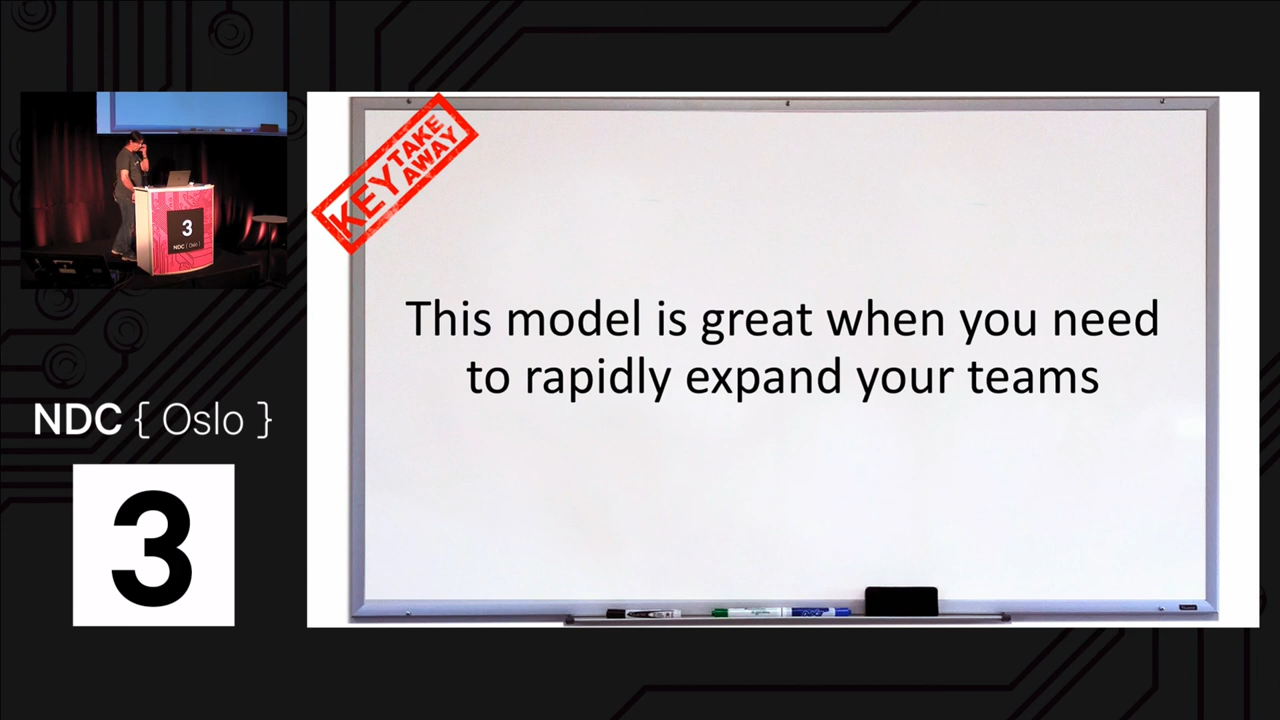 KEY TAKE AWAY
This model is great when you need
to rapidly expand your teams
3
NDC { Oslo }
NDC { Oslo }
3